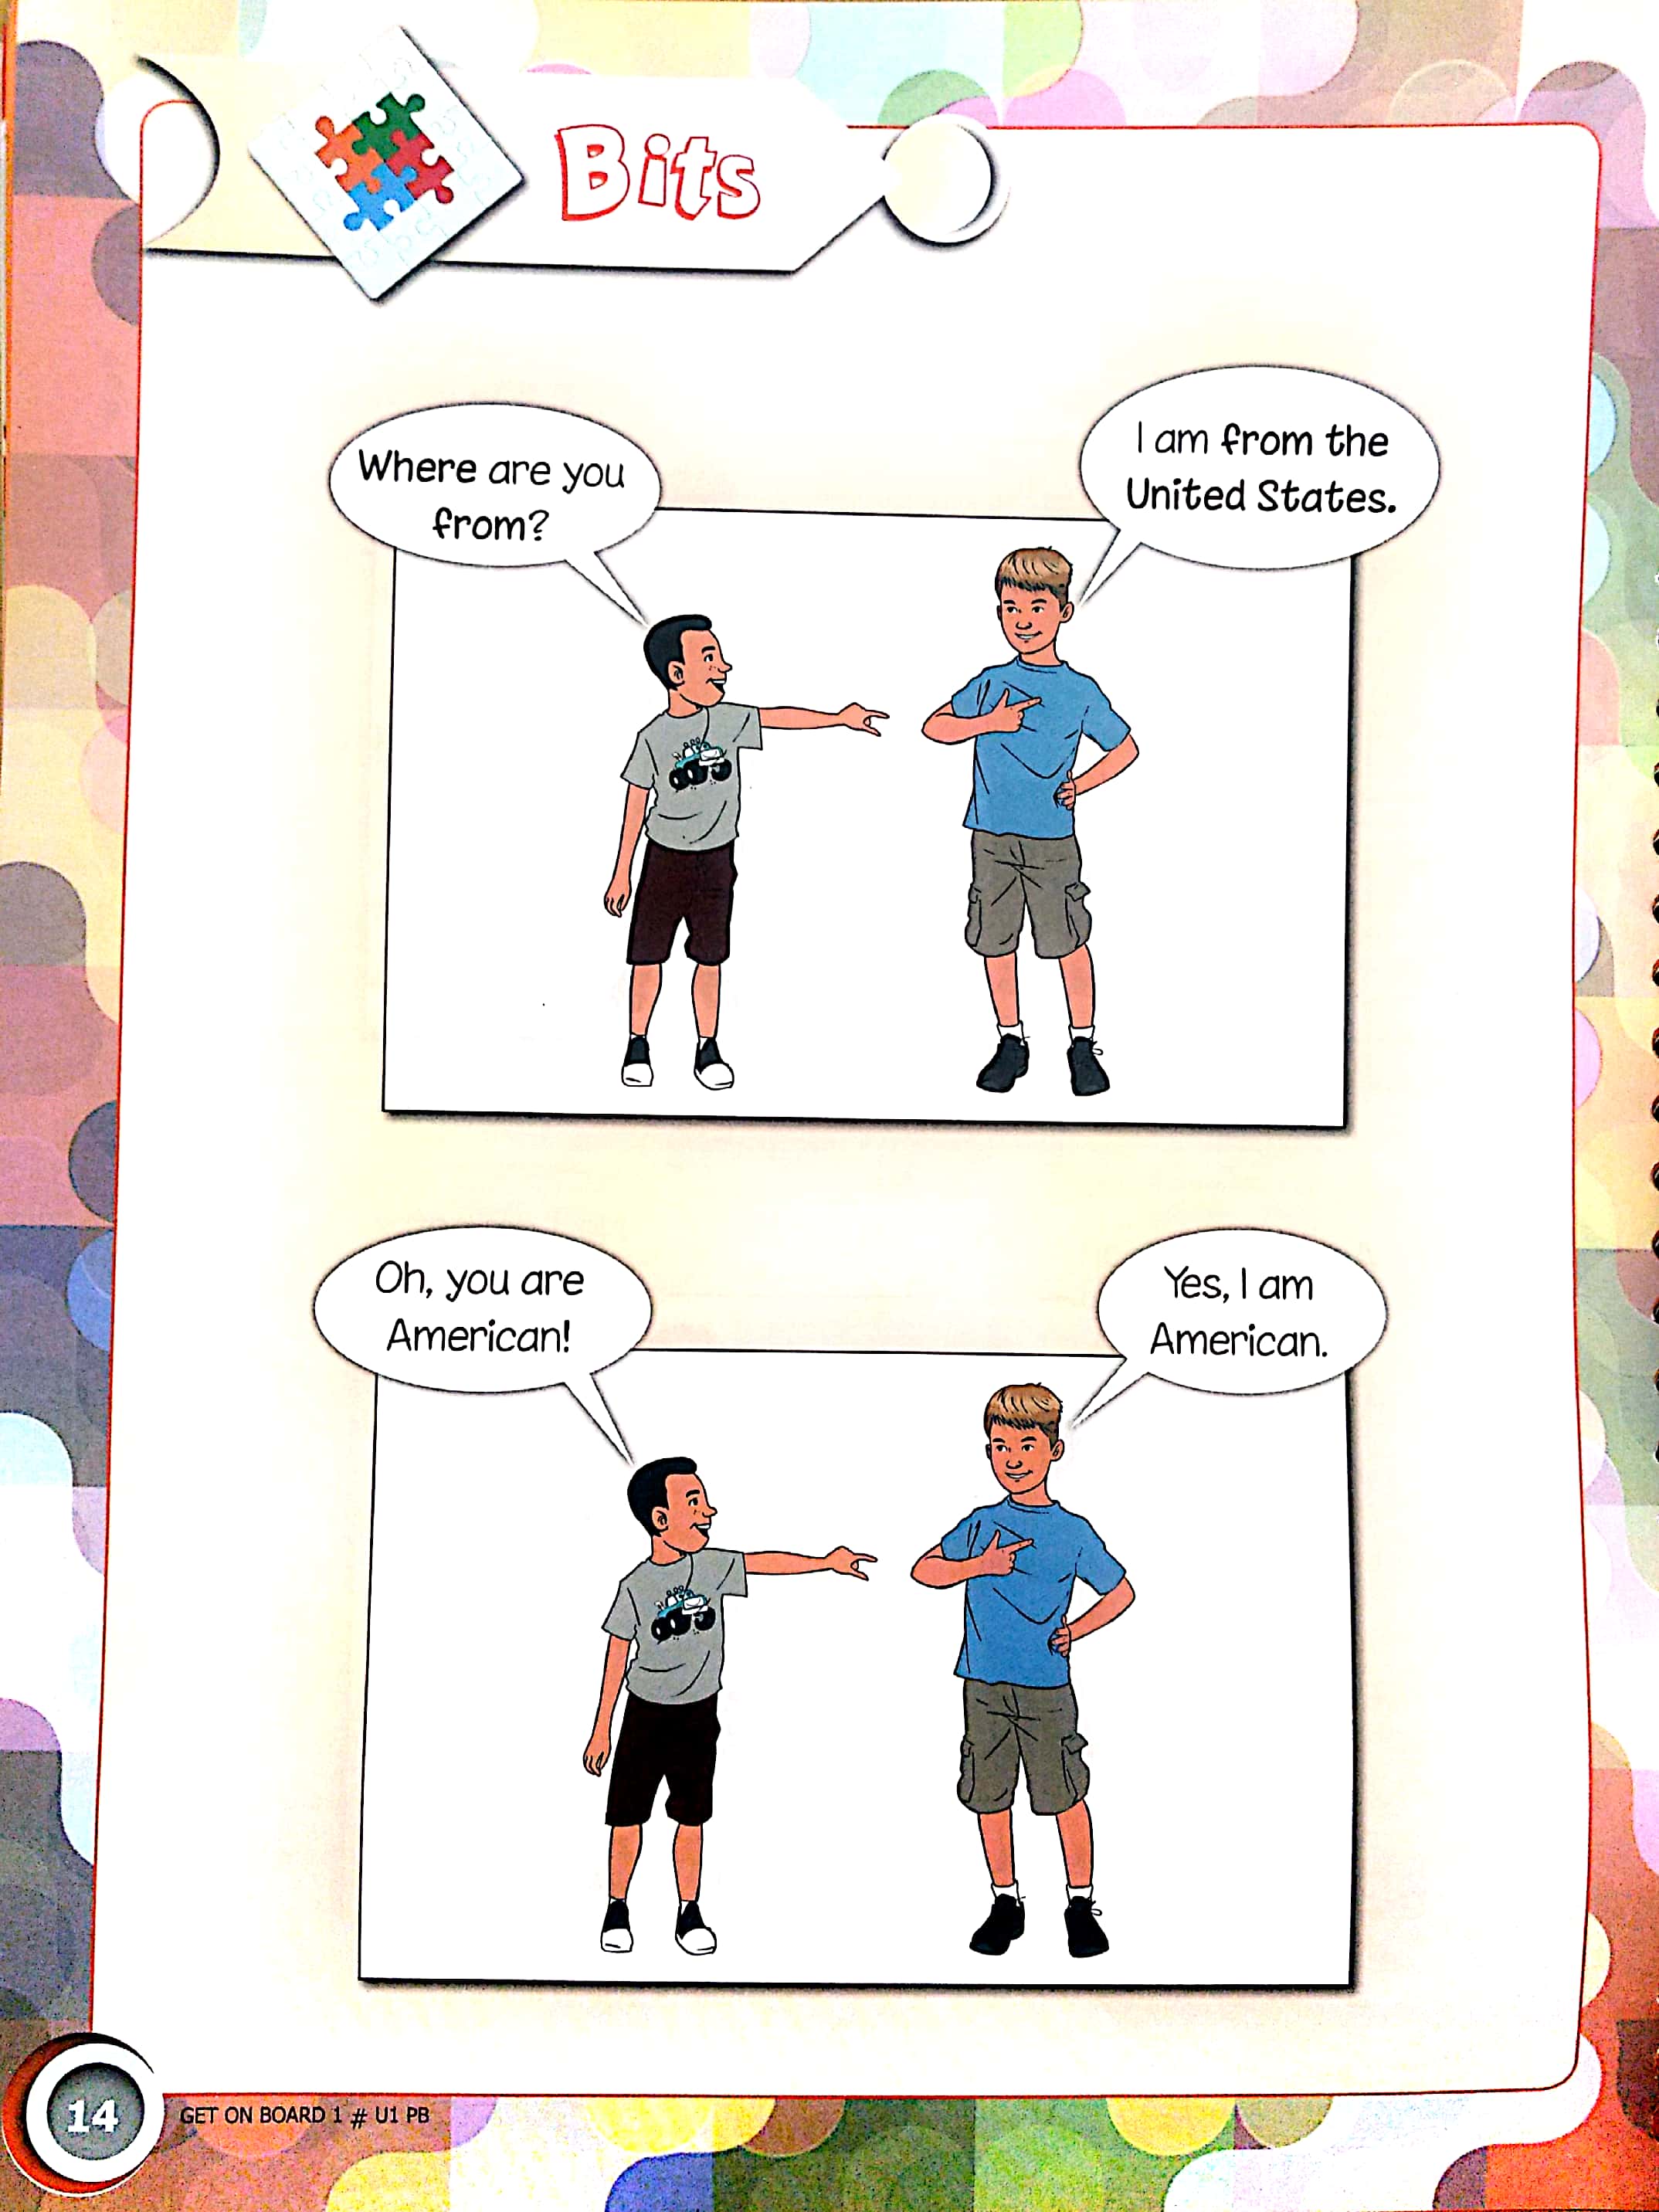 Bits
Where are you
from?
I am from the
United States.
Oh, you are
American!
Yes, I am
American.
14
GET ON BOARD 1 # U1 PB